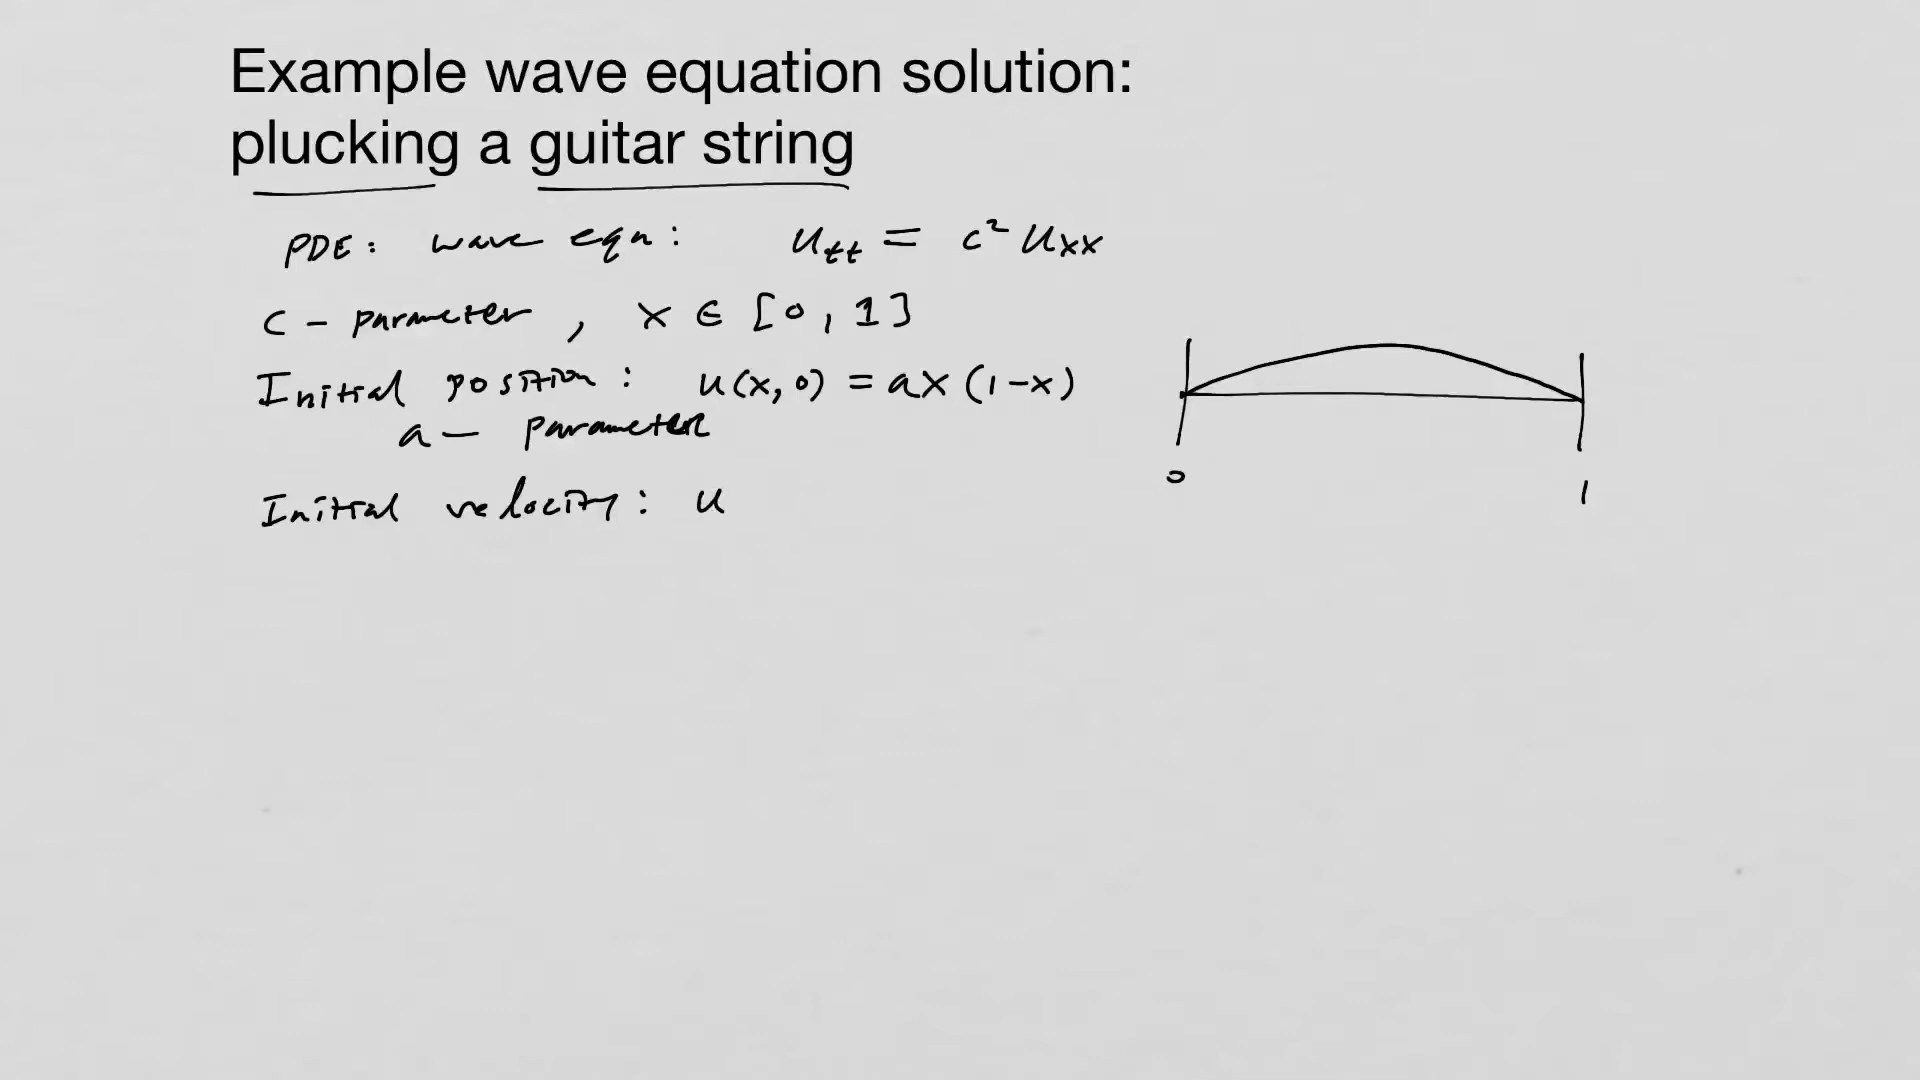 Example wave equation solution:
plucking a guitar string
PDE: wave eqn: u_tt = c² u_xx
c - parameter, x ∈ [0, 1]
Initial position: u(x, 0) = ax(1-x)
a - parameter
Initial velocity: u
0 1